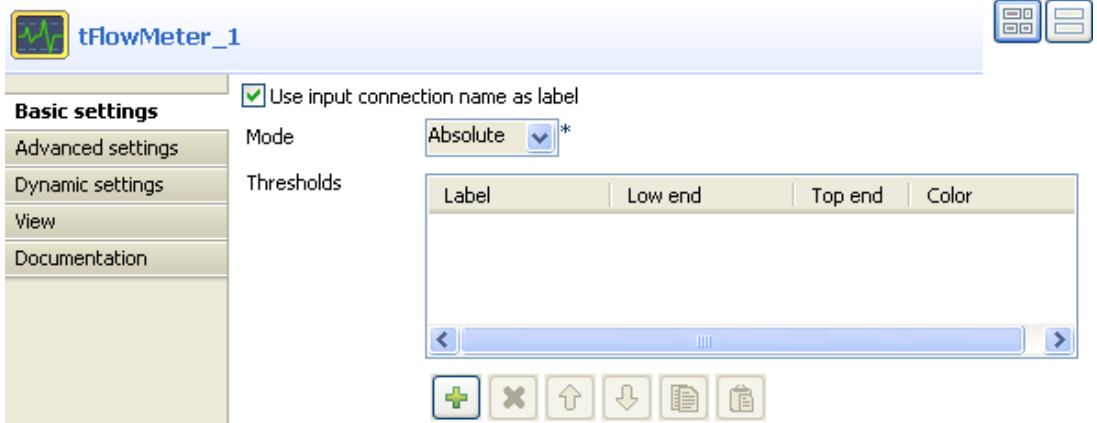 tFlowMeter_1
Basic settings
Advanced settings
Dynamic settings
View
Documentation
Use input connection name as label
Mode Absolute *
Thresholds
Label Low end Top end Color